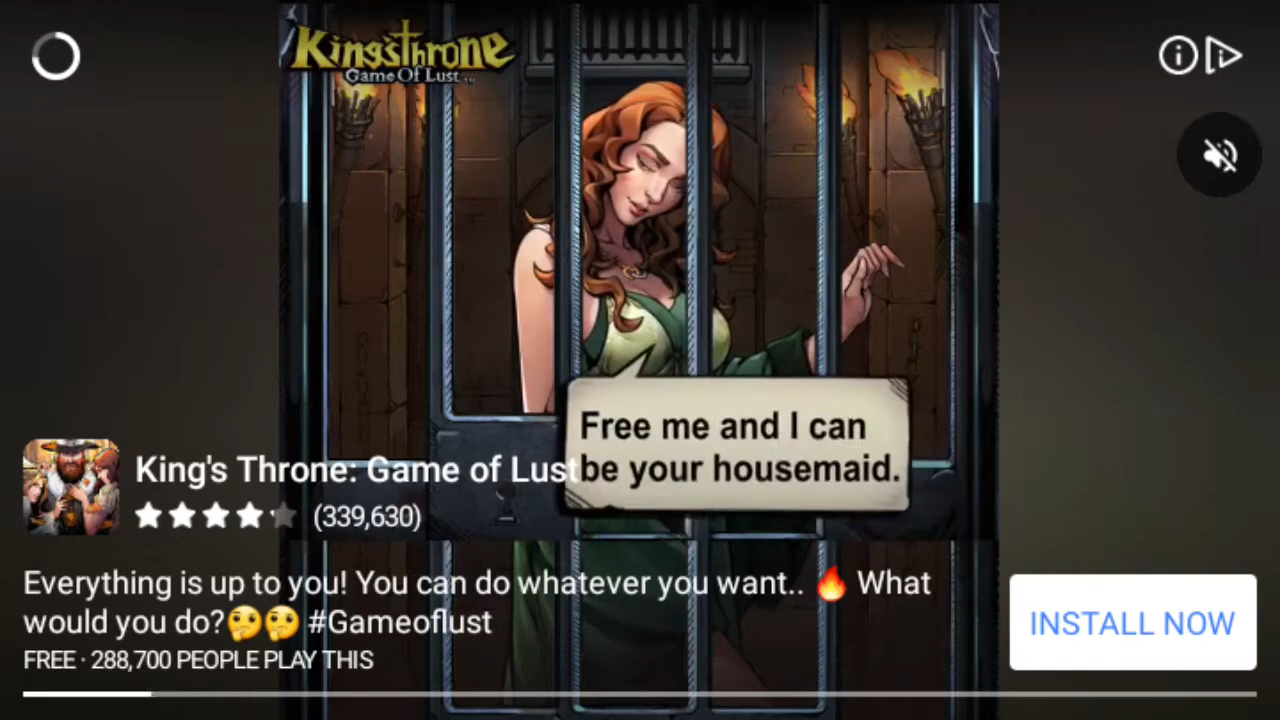 King'sThrone
Game Of Lust
Free me and I can
be your housemaid.
King's Throne: Game of Lust
(339,630)
Everything is up to you! You can do whatever you want.. 🔥 What
would you do?🤔🤔 #Gameoflust
FREE · 288,700 PEOPLE PLAY THIS
INSTALL NOW